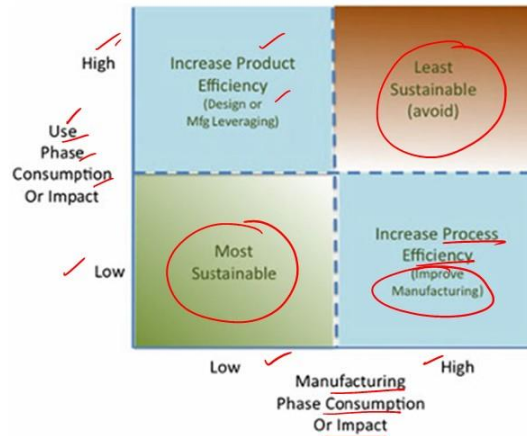 High
Increase Product
Efficiency
(Design or
Mfg Leveraging)
Least
Sustainable
(avoid)
Use
Phase
Consumption
Or Impact
Low
Most
Sustainable
Increase Process
Efficiency
(Improve
Manufacturing)
Low
High
Manufacturing
Phase Consumption
Or Impact